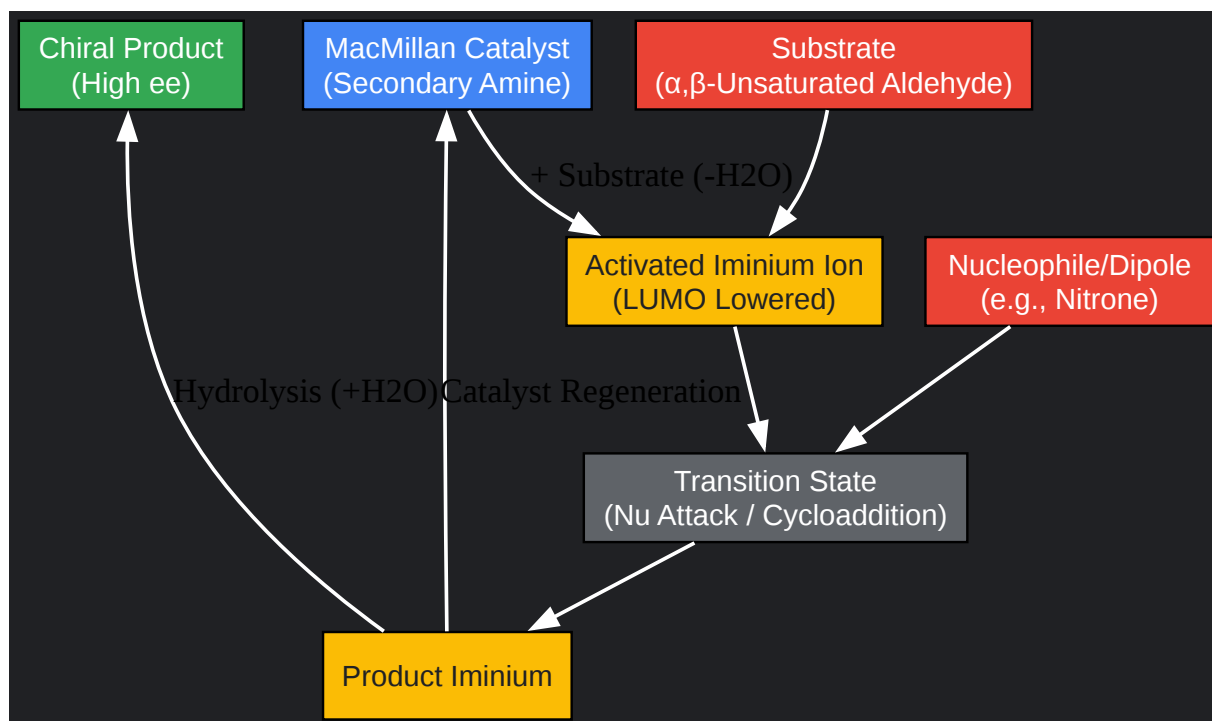 Chiral Product
(High ee)
MacMillan Catalyst
(Secondary Amine)
Substrate
(α,β-Unsaturated Aldehyde)
+ Substrate (-H2O)
Activated Iminium Ion
(LUMO Lowered)
Nucleophile/Dipole
(e.g., Nitrone)
Hydrolysis (+H2O)
Catalyst Regeneration
Transition State
(Nu Attack / Cycloaddition)
Product Iminium